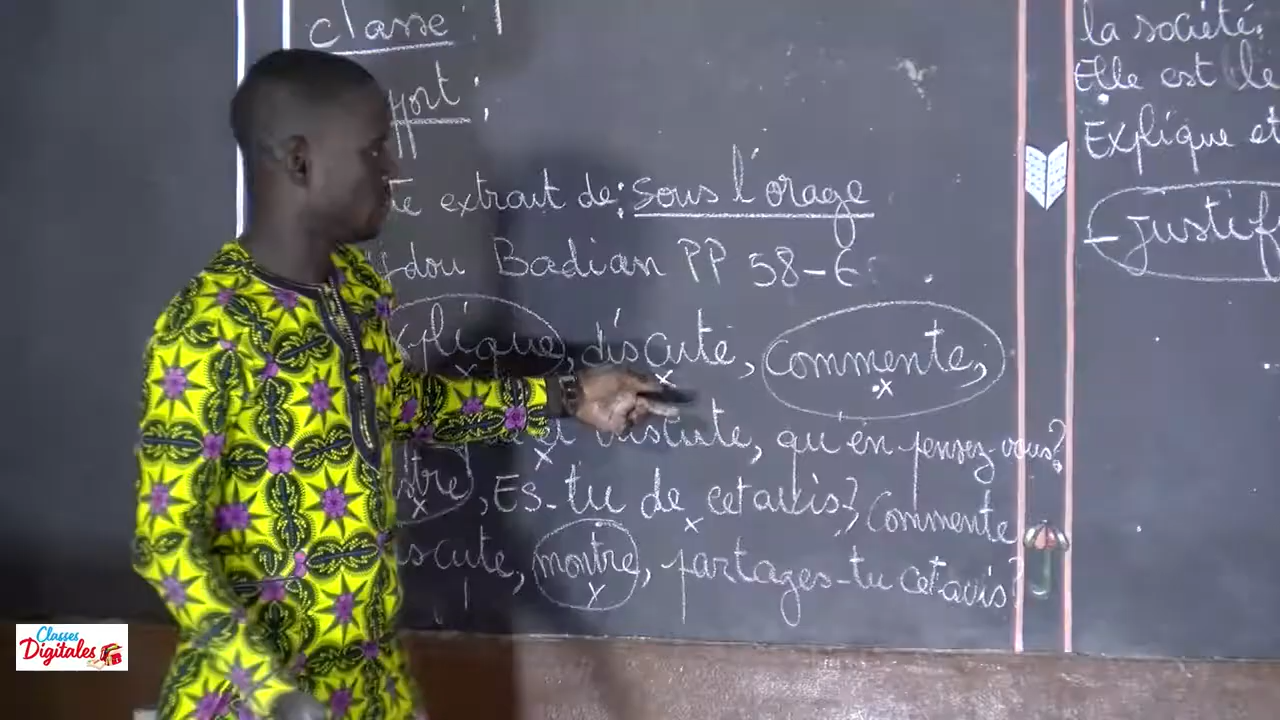 classe :
extrait de : Sous l'orage
Badian PP 58-6
, discute, commente,
et discute, qu'en pensez-vous?
, Es-tu de cet avis? Commente
, montre, partages-tu cet avis?
la société.
Elle est le
Explique et
Classes
Digitales